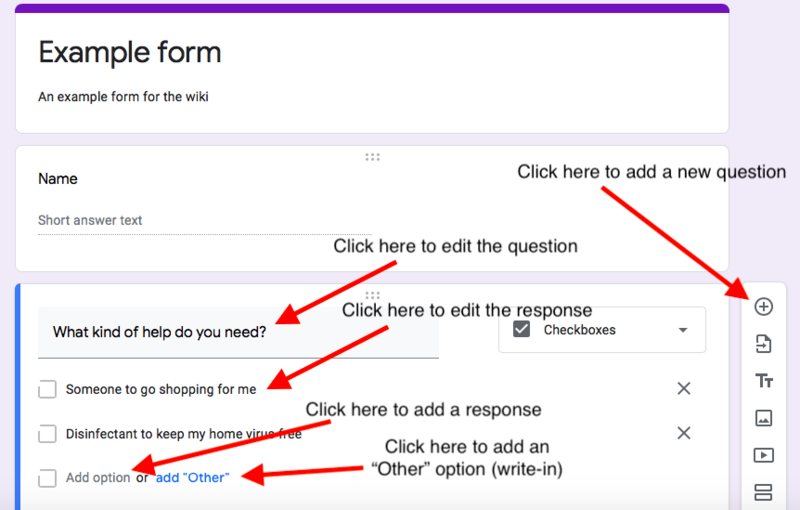 Example form
An example form for the wiki
Click here to add a new question
Name
Short answer text
Click here to edit the question
Click here to edit the response
What kind of help do you need?
Checkboxes
Someone to go shopping for me
Click here to add a response
Disinfectant to keep my home virus free
Click here to add an
“Other” option (write-in)
Add option or add "Other"
TT